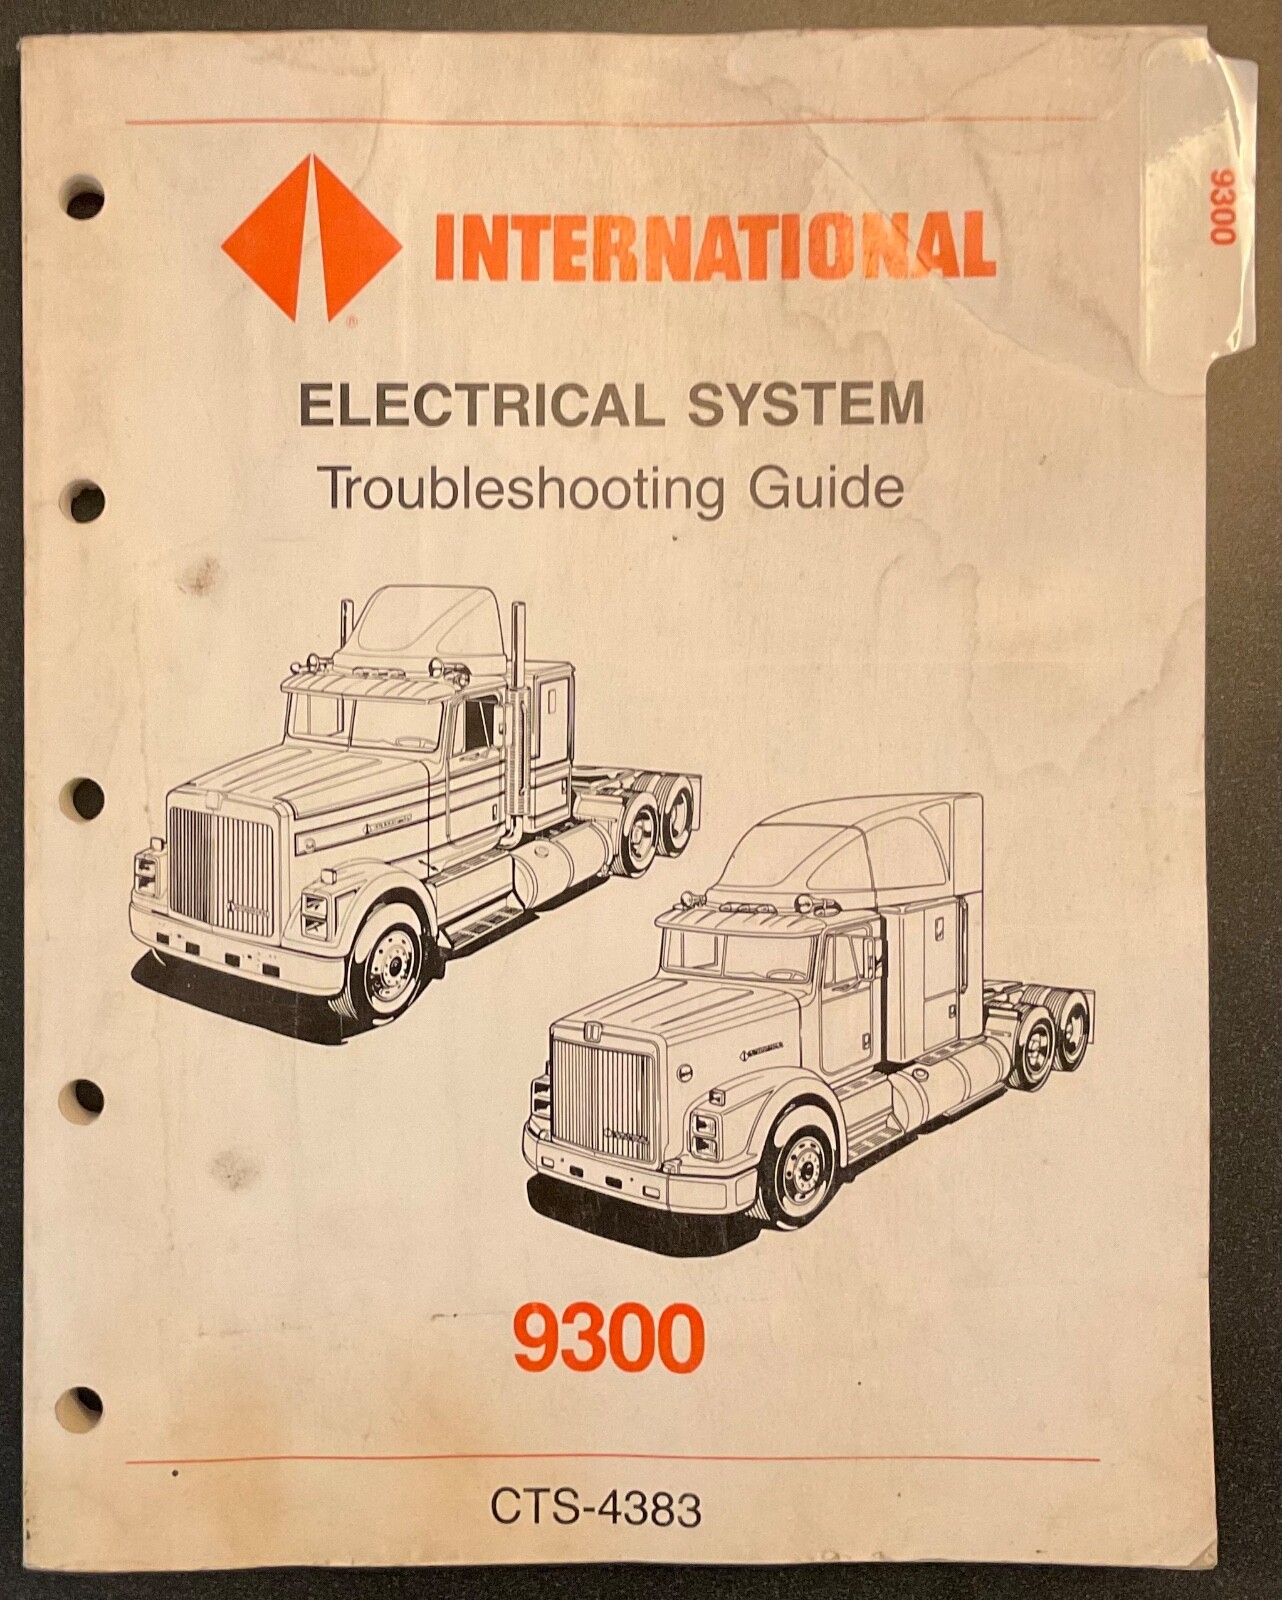 INTERNATIONAL
®
9300
ELECTRICAL SYSTEM
Troubleshooting Guide
9300
CTS-4383